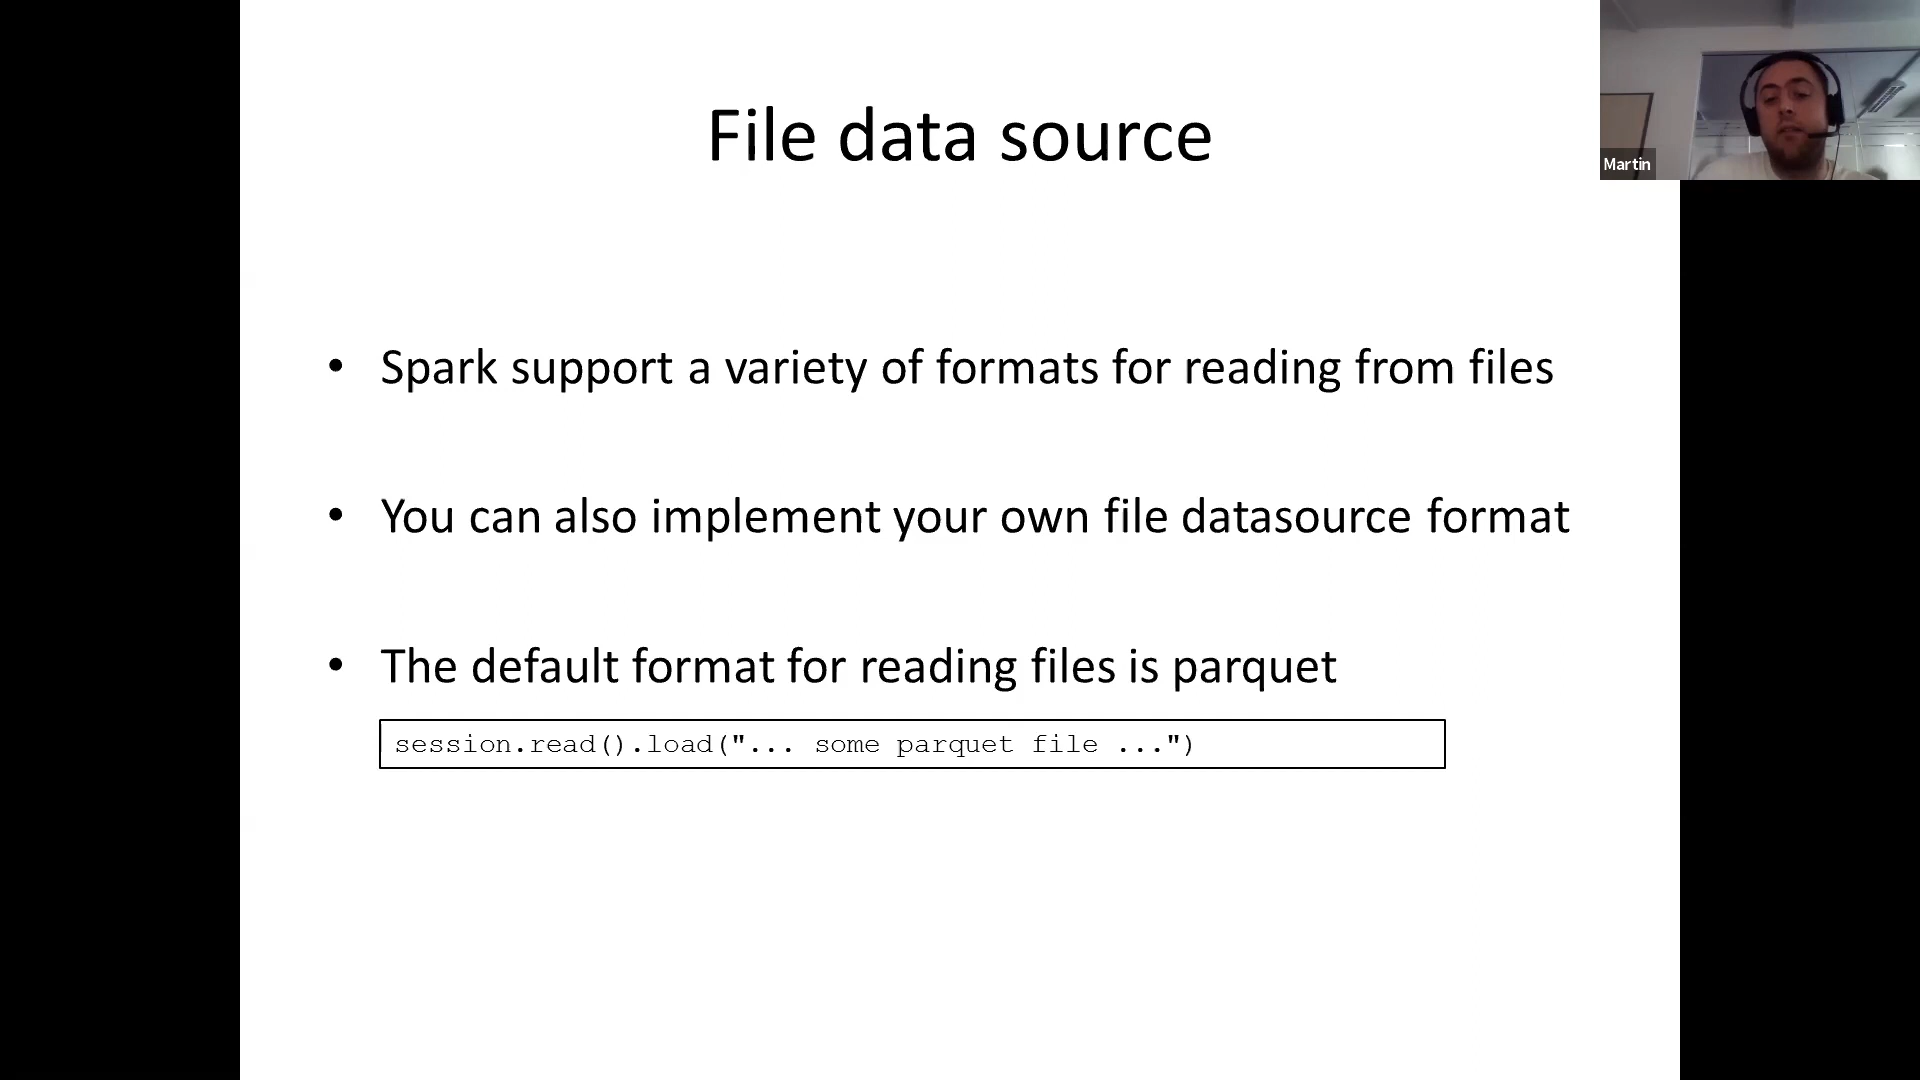 File data source
Martin
• Spark support a variety of formats for reading from files
• You can also implement your own file datasource format
• The default format for reading files is parquet
session.read().load("... some parquet file ...")